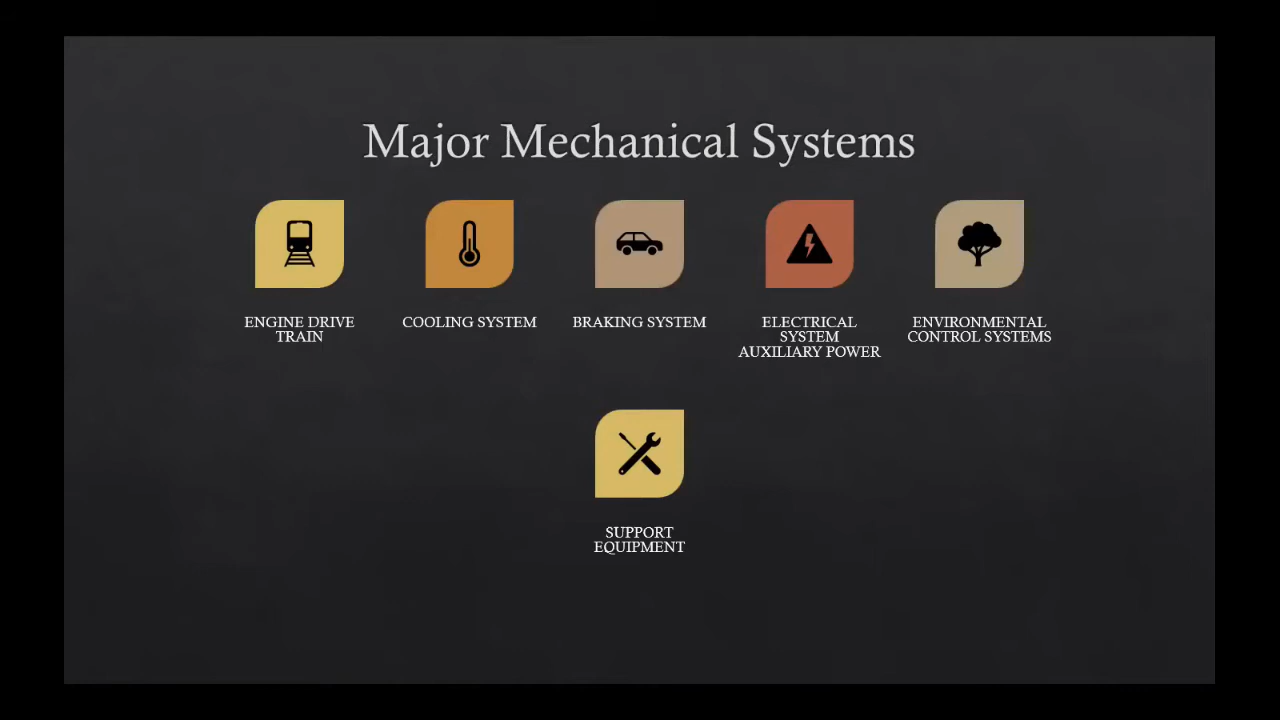 Major Mechanical Systems
ENGINE DRIVE
TRAIN
COOLING SYSTEM
BRAKING SYSTEM
ELECTRICAL
SYSTEM
AUXILIARY POWER
ENVIRONMENTAL
CONTROL SYSTEMS
SUPPORT
EQUIPMENT